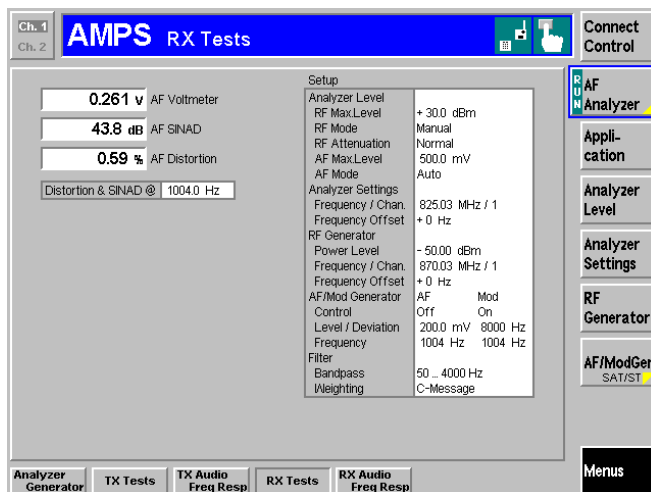 Ch. 1
Ch. 2
AMPS RX Tests
Connect
Control
0.261 V AF Voltmeter
43.8 dB AF SINAD
0.59 % AF Distortion
Distortion & SINAD @ 1004.0 Hz
Setup
Analyzer Level
RF Max.Level + 30.0 dBm
RF Mode Manual
RF Attenuation Normal
AF Max.Level 500.0 mV
AF Mode Auto
Analyzer Settings
Frequency / Chan. 825.03 MHz / 1
Frequency Offset + 0 Hz
RF Generator
Power Level - 50.00 dBm
Frequency / Chan. 870.03 MHz / 1
Frequency Offset + 0 Hz
AF/Mod Generator AF Mod
Control Off On
Level / Deviation 200.0 mV 8000 Hz
Frequency 1004 Hz 1004 Hz
Filter
Bandpass 50 ... 4000 Hz
Weighting C-Message
RUN
AF
Analyzer
Appli-
cation
Analyzer
Level
Analyzer
Settings
RF
Generator
AF/ModGer
SAT/ST
Menus
Analyzer
Generator
TX Tests
TX Audio
Freq Resp
RX Tests
RX Audio
Freq Resp